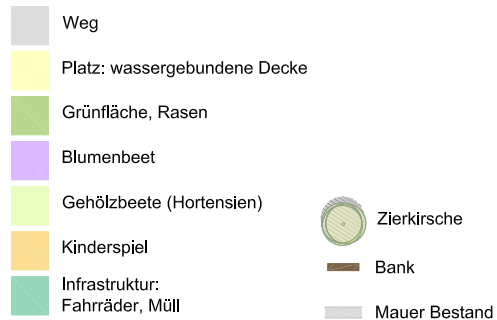 Weg
Platz: wassergebundene Decke
Grünfläche, Rasen
Blumenbeet
Gehölzbeete (Hortensien)
Kinderspiel
Infrastruktur:
Fahrräder, Müll
Zierkirsche
Bank
Mauer Bestand